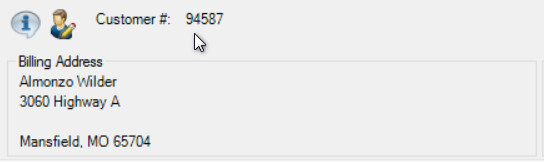 Customer #: 94587
Billing Address
Almonzo Wilder
3060 Highway A
Mansfield, MO 65704